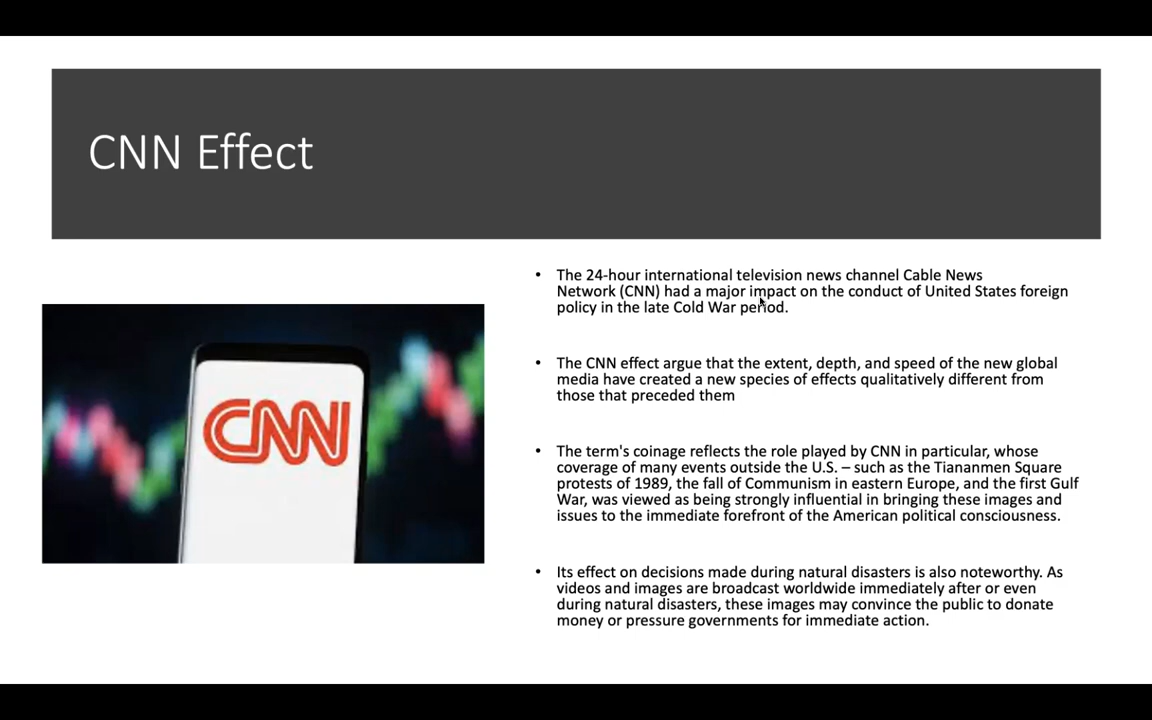 CNN Effect
• The 24-hour international television news channel Cable News
Network (CNN) had a major impact on the conduct of United States foreign
policy in the late Cold War period.
• The CNN effect argue that the extent, depth, and speed of the new global
media have created a new species of effects qualitatively different from
those that preceded them
• The term's coinage reflects the role played by CNN in particular, whose
coverage of many events outside the U.S. – such as the Tiananmen Square
protests of 1989, the fall of Communism in eastern Europe, and the first Gulf
War, was viewed as being strongly influential in bringing these images and
issues to the immediate forefront of the American political consciousness.
• Its effect on decisions made during natural disasters is also noteworthy. As
videos and images are broadcast worldwide immediately after or even
during natural disasters, these images may convince the public to donate
money or pressure governments for immediate action.
CNN